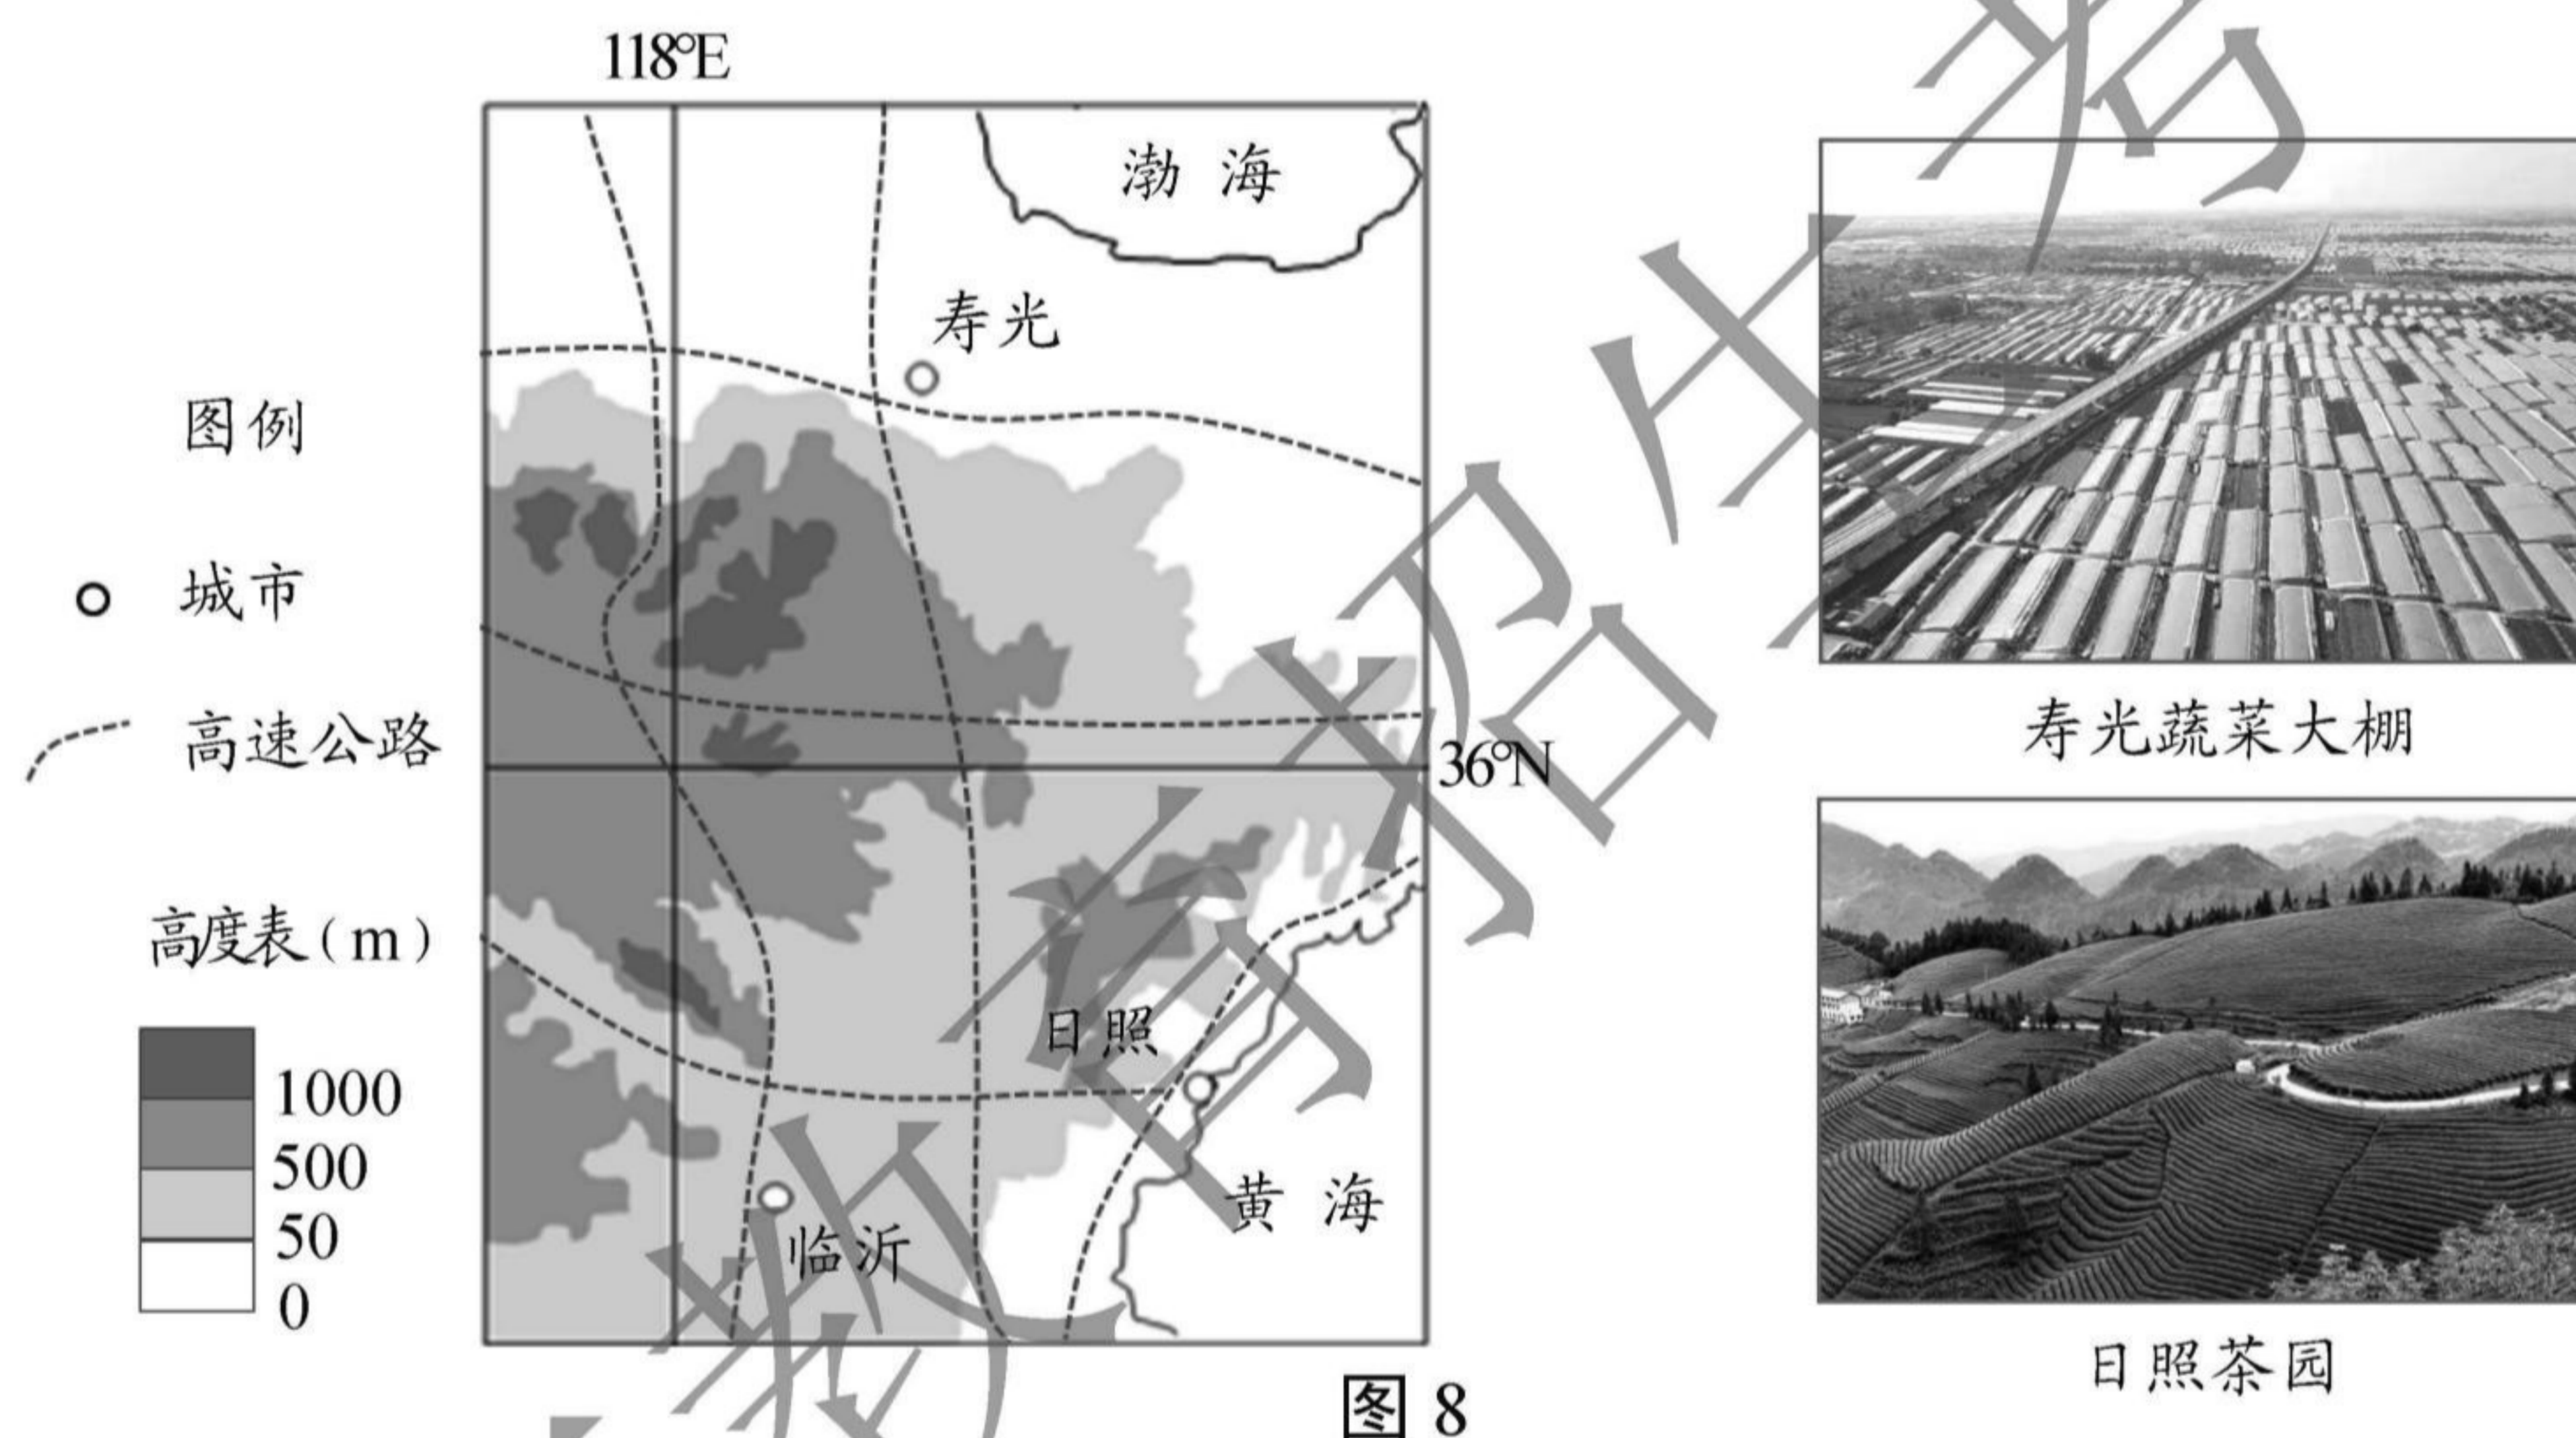 118°E
渤 海
寿光
图例
城市
高速公路
36°N
高度表(m)
1000
500
50
0
日照
黄 海
临沂
图 8
寿光蔬菜大棚
日照茶园